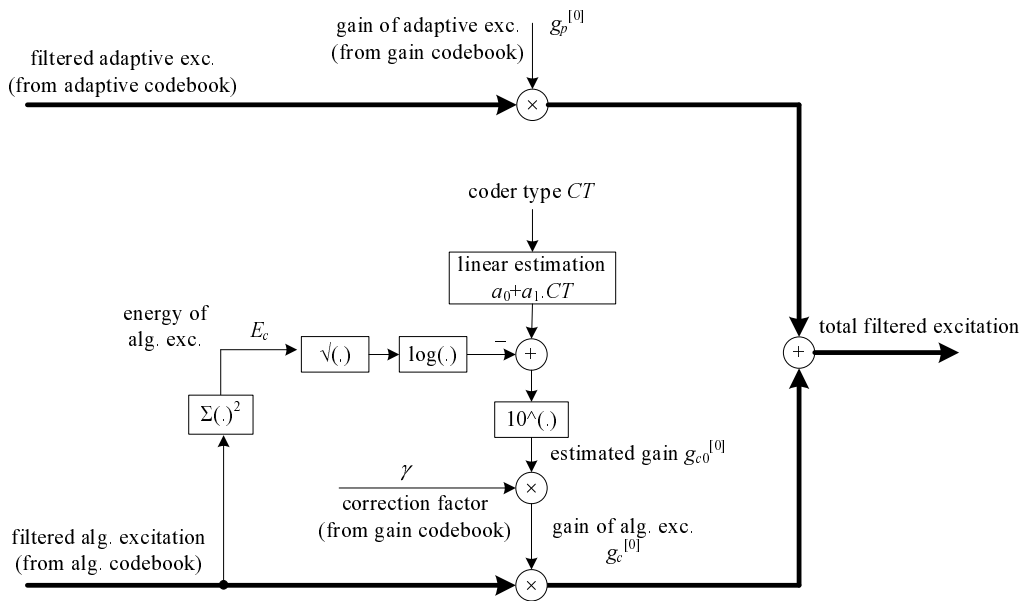 gain of adaptive exc.
(from gain codebook)
gₚ[0]
filtered adaptive exc.
(from adaptive codebook)
×
coder type CT
linear estimation
a₀+a₁.CT
energy of
alg. exc.
E_c
√(.)
log(.)
−
+
+
total filtered excitation
Σ(.)²
10^(.)
estimated gain g_c0^[0]
γ
×
correction factor
(from gain codebook)
gain of alg. exc.
g_c^[0]
filtered alg. excitation
(from alg. codebook)
×